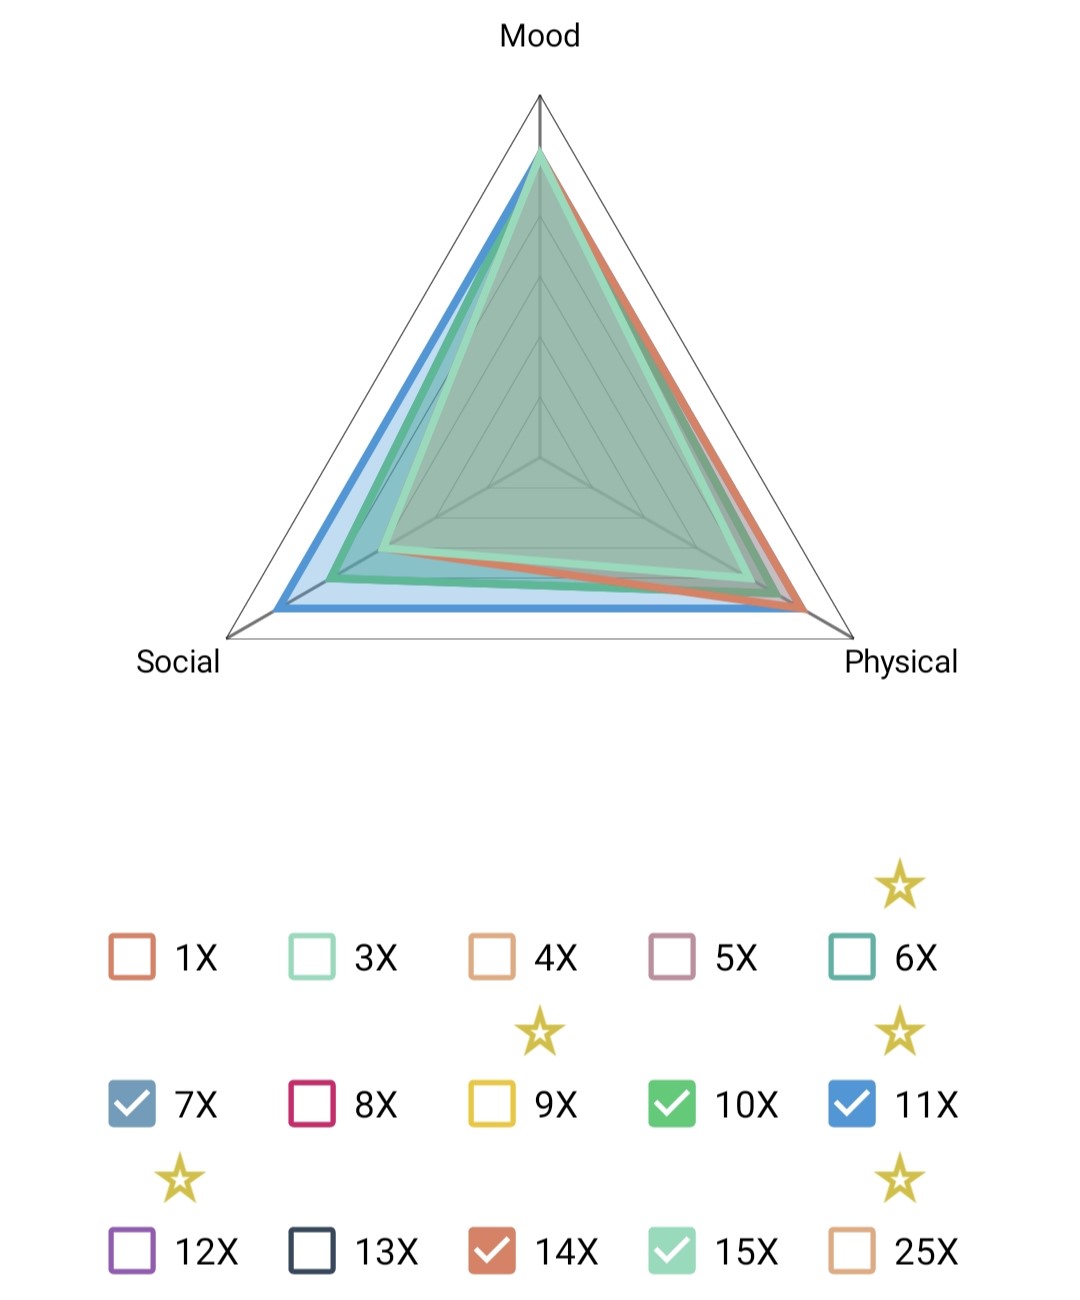 Mood
Social
Physical
1X 3X 4X 5X 6X
7X 8X 9X 10X 11X
12X 13X 14X 15X 25X